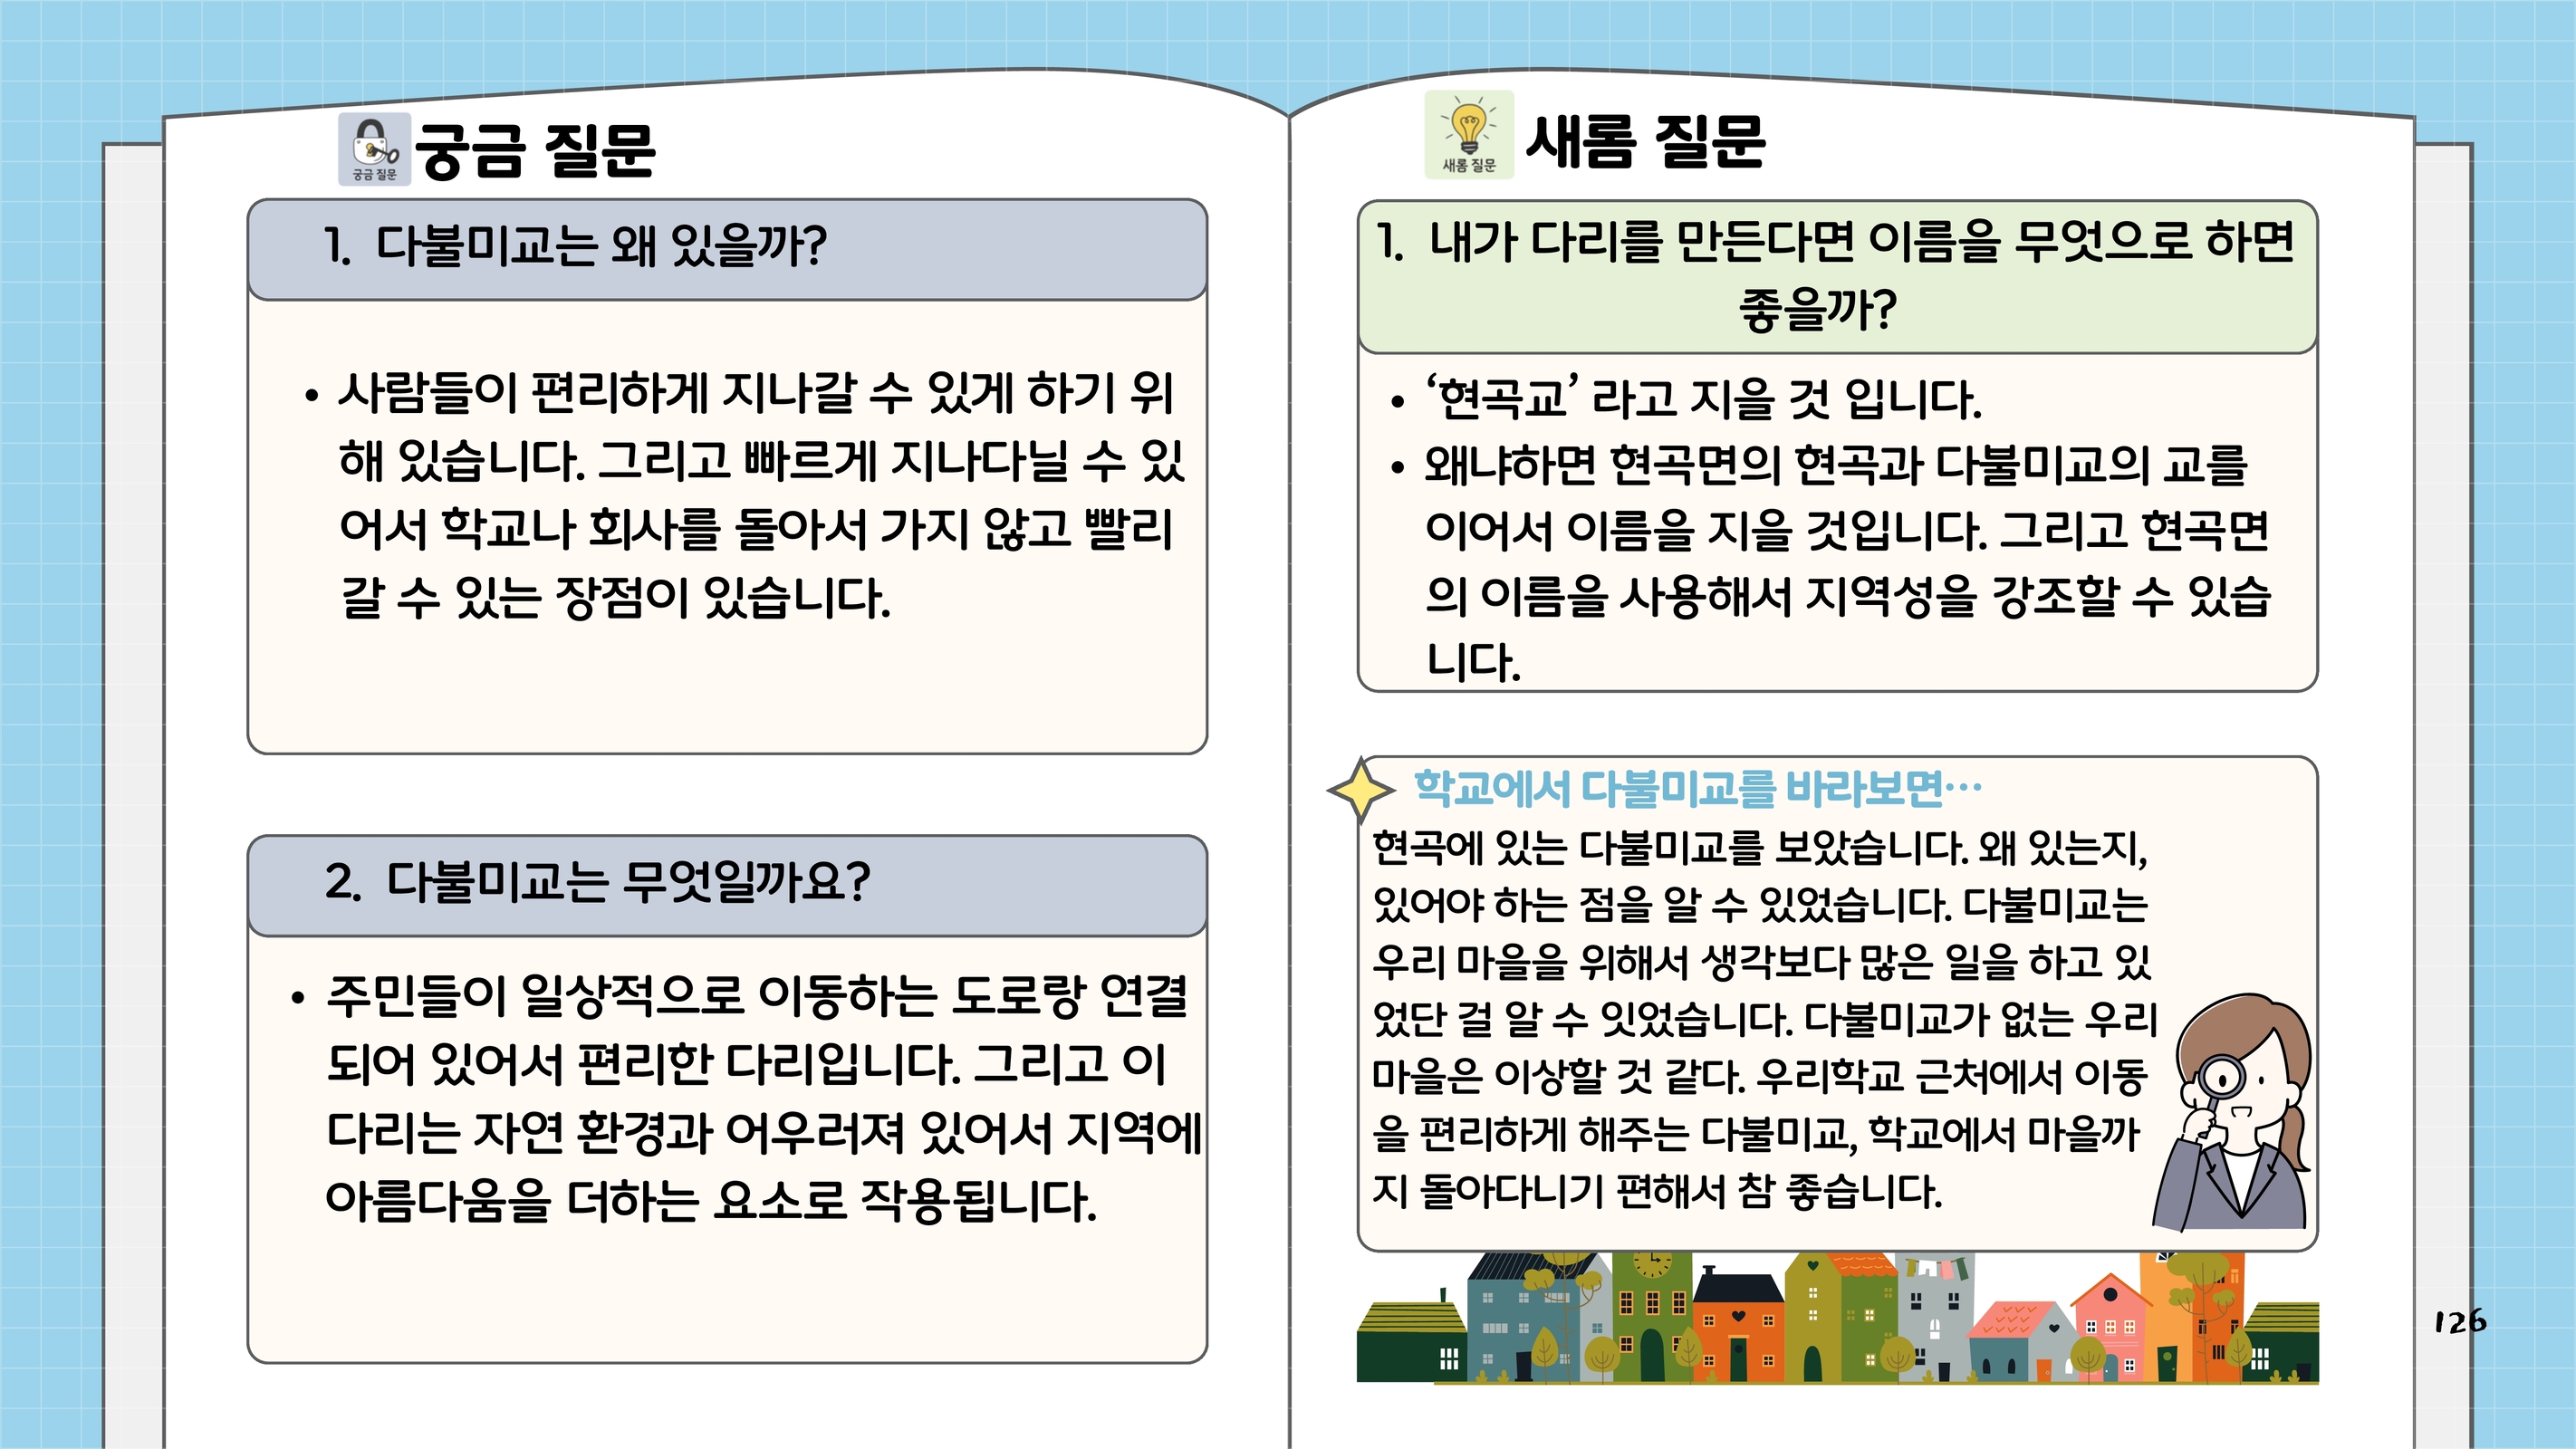 궁금 질문
궁금 질문
1. 다불미교는 왜 있을까?
• 사람들이 편리하게 지나갈 수 있게 하기 위
해 있습니다. 그리고 빠르게 지나다닐 수 있
어서 학교나 회사를 돌아서 가지 않고 빨리
갈 수 있는 장점이 있습니다.
2. 다불미교는 무엇일까요?
• 주민들이 일상적으로 이동하는 도로랑 연결
되어 있어서 편리한 다리입니다. 그리고 이
다리는 자연 환경과 어우러져 있어서 지역에
아름다움을 더하는 요소로 작용됩니다.
새롬 질문
새롬 질문
1. 내가 다리를 만든다면 이름을 무엇으로 하면
좋을까?
• ‘현곡교’ 라고 지을 것 입니다.
• 왜냐하면 현곡면의 현곡과 다불미교의 교를
이어서 이름을 지을 것입니다. 그리고 현곡면
의 이름을 사용해서 지역성을 강조할 수 있습
니다.
학교에서 다불미교를 바라보면…
현곡에 있는 다불미교를 보았습니다. 왜 있는지,
있어야 하는 점을 알 수 있었습니다. 다불미교는
우리 마을을 위해서 생각보다 많은 일을 하고 있
었단 걸 알 수 잇었습니다. 다불미교가 없는 우리
마을은 이상할 것 같다. 우리학교 근처에서 이동
을 편리하게 해주는 다불미교, 학교에서 마을까
지 돌아다니기 편해서 참 좋습니다.
126